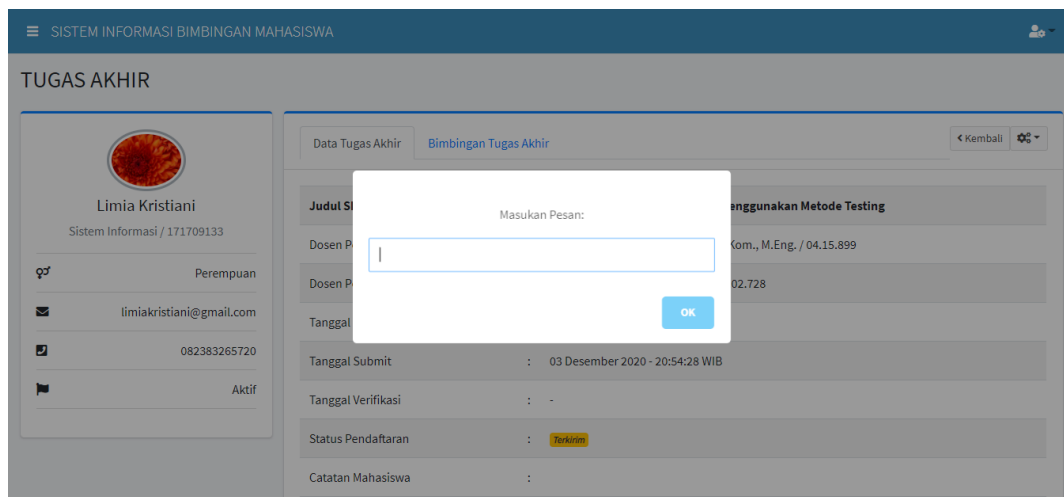 SISTEM INFORMASI BIMBINGAN MAHASISWA
TUGAS AKHIR
Limia Kristiani
Sistem Informasi / 171709133
Perempuan
limiakristiani@gmail.com
082383265720
Aktif
Data Tugas Akhir Bimbingan Tugas Akhir Kembali
Judul enggunakan Metode Testing
Dosen Kom., M.Eng. / 04.15.899
Dosen 02.728
Tanggal
Masukan Pesan:
OK
Tanggal Submit : 03 Desember 2020 - 20:54:28 WIB
Tanggal Verifikasi : -
Status Pendaftaran : Terkirim
Catatan Mahasiswa :